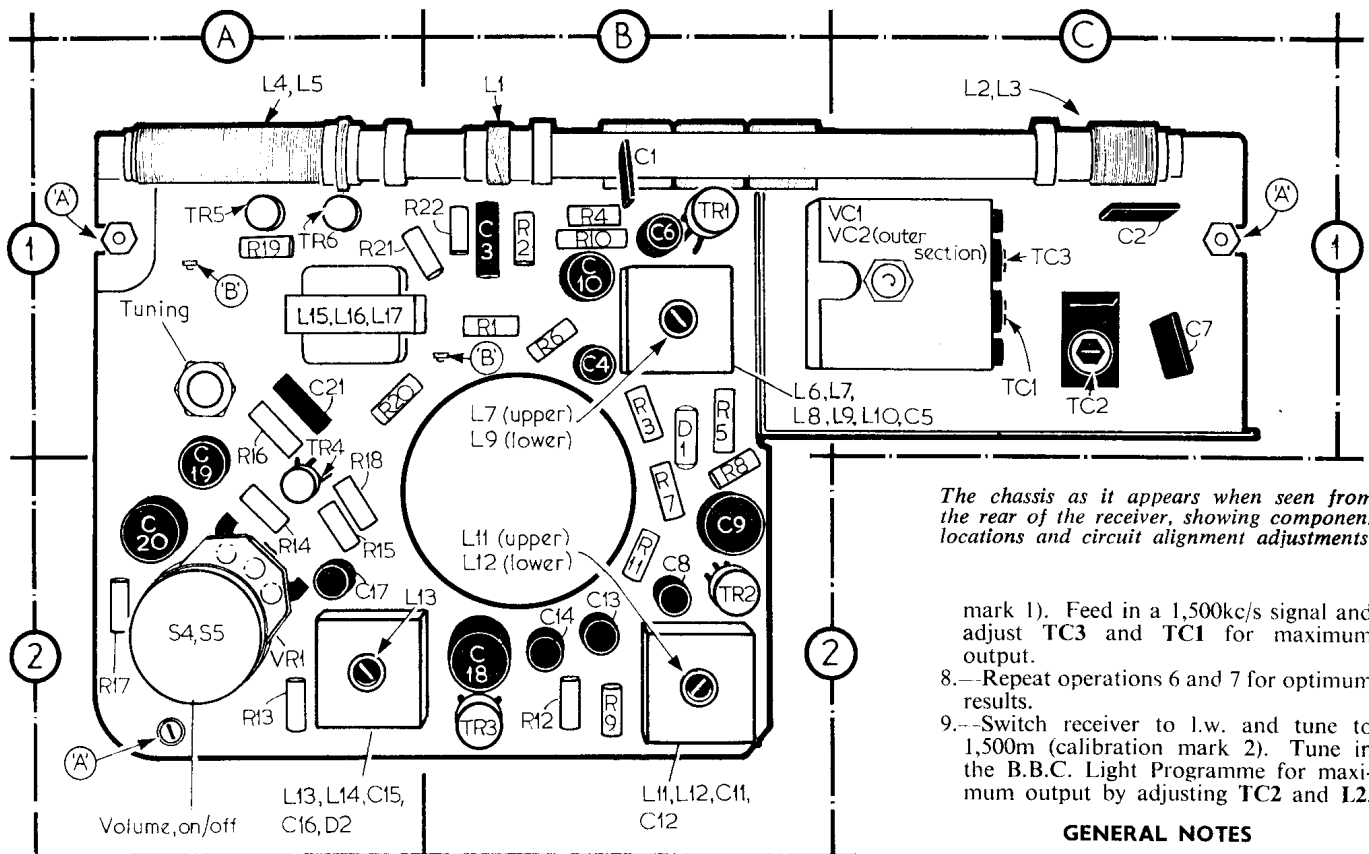 A
B
C
L4, L5
L1
L2, L3
C1
'A'
TR5
TR6
R19
R22
R21
C3
R2
R4
R10
C6
TR1
VC1
VC2 (outer
section)
TC3
C2
'A'
1
1
'B'
C10
Tuning
L15, L16, L17
R1
R6
'B'
C4
TC1
TC2
C7
C21
R20
L7 (upper)
L9 (lower)
L6, L7,
L8, L9, L10, C5
R3
D1
R5
R16
C19
TR4
R18
R8
R7
C20
R14
R15
L11 (upper)
L12 (lower)
R11
C9
C8
TR2
C17
L13
C14
C13
S4, S5
VR1
R17
C18
2
2
R13
TR3
R12
R9
'A'
Volume, on/off
L13, L14, C15,
C16, D2
L11, L12, C11,
C12
The chassis as it appears when seen from
the rear of the receiver, showing component
locations and circuit alignment adjustments
mark 1). Feed in a 1,500kc/s signal and
adjust TC3 and TC1 for maximum
output.
8.—Repeat operations 6 and 7 for optimum
results.
9.—Switch receiver to l.w. and tune to
1,500m (calibration mark 2). Tune in
the B.B.C. Light Programme for maxi-
mum output by adjusting TC2 and L2.
GENERAL NOTES